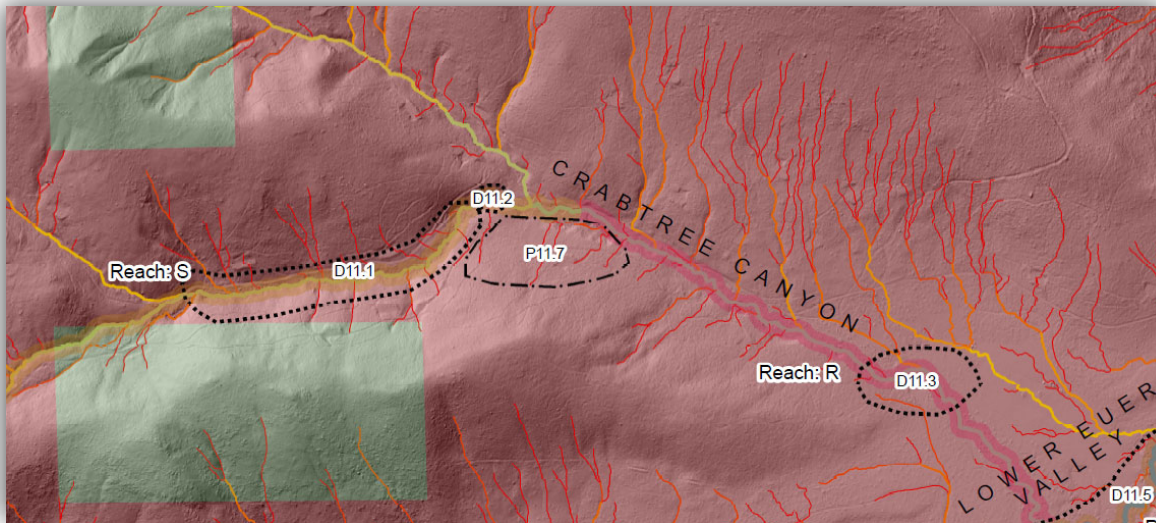 D11.2
CRABTREE CANYON
P11.7
Reach: S
D11.1
Reach: R
D11.3
LOWER EUER
VALLEY
D11.5